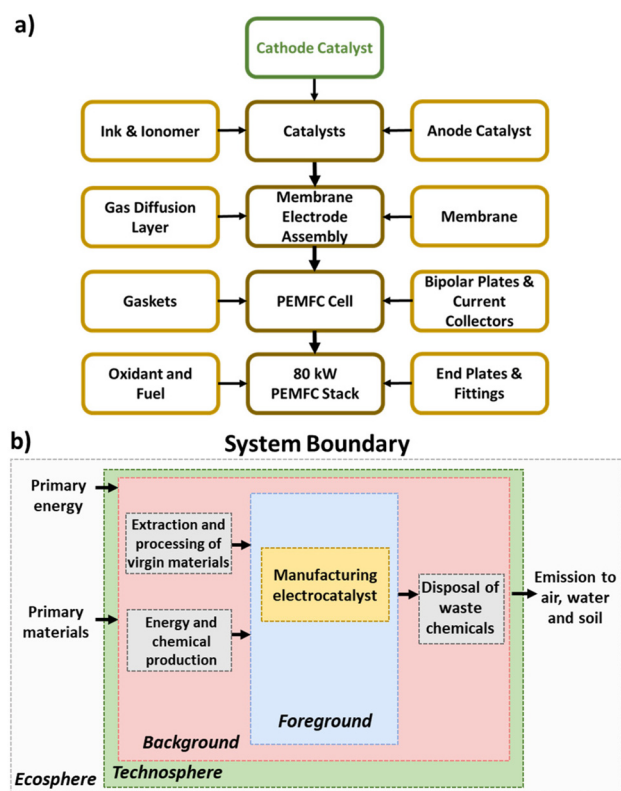 a)
Cathode Catalyst
Ink & Ionomer
Catalysts
Anode Catalyst
Gas Diffusion
Layer
Membrane
Electrode
Assembly
Membrane
Gaskets
PEMFC Cell
Bipolar Plates &
Current
Collectors
Oxidant and
Fuel
80 kW
PEMFC Stack
End Plates &
Fittings
b)
System Boundary
Primary
energy
Primary
materials
Extraction and
processing of
virgin materials
Energy and
chemical
production
Manufacturing
electrocatalyst
Disposal of
waste
chemicals
Emission to
air, water
and soil
Foreground
Background
Technosphere
Ecosphere